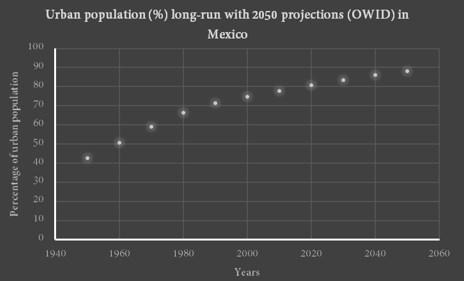 Urban population (%) long-run with 2050 projections (OWID) in
Mexico
Percentage of urban population
100
90
80
70
60
50
40
30
20
10
0
1940 1960 1980 2000 2020 2040 2060
Years